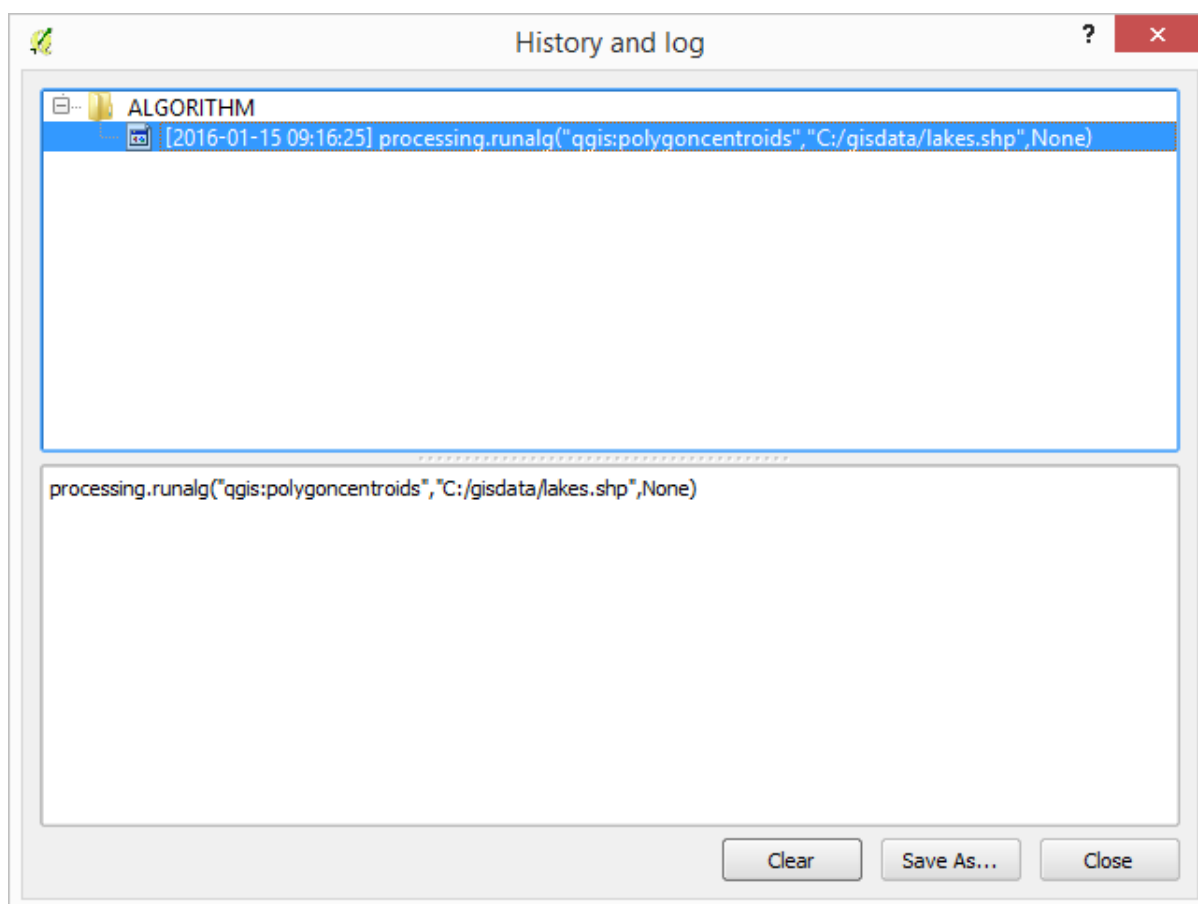 History and log
?
ALGORITHM
[2016-01-15 09:16:25] processing.runalg("qgis:polygoncentroids","C:/gisdata/lakes.shp",None)
processing.runalg("qgis:polygoncentroids","C:/gisdata/lakes.shp",None)
Clear Save As... Close